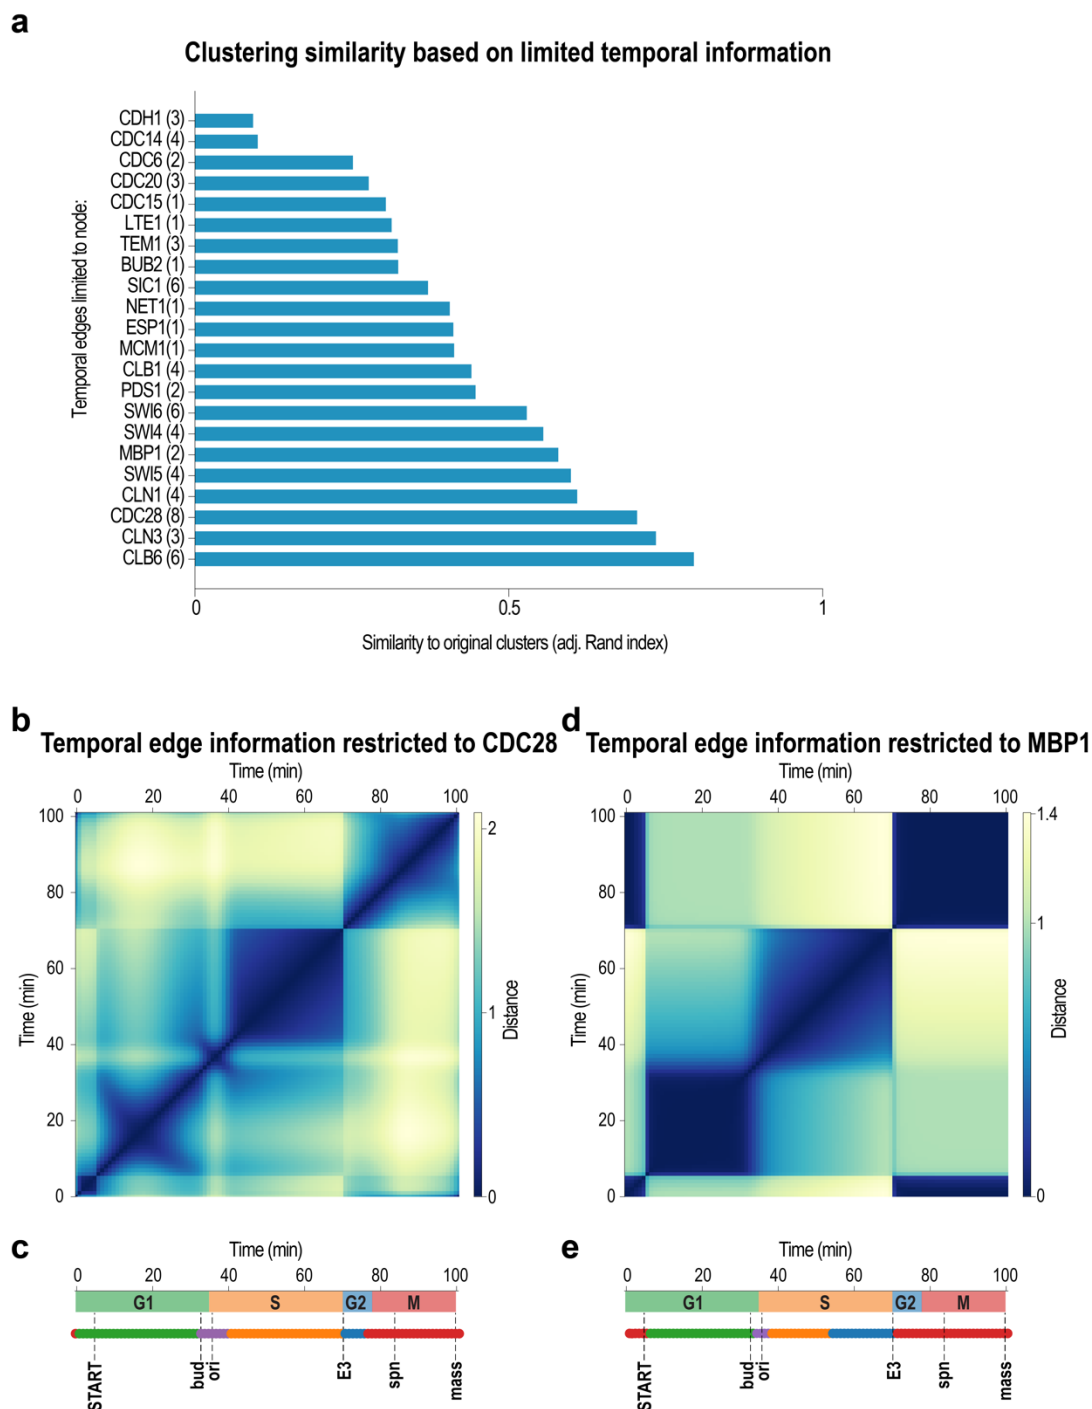 a
Clustering similarity based on limited temporal information
Temporal edges limited to node:
CDH1 (3)
CDC14 (4)
CDC6 (2)
CDC20 (3)
CDC15 (1)
LTE1 (1)
TEM1 (3)
BUB2 (1)
SIC1 (6)
NET1(1)
ESP1(1)
MCM1(1)
CLB1 (4)
PDS1 (2)
SWI6 (6)
SWI4 (4)
MBP1 (2)
SWI5 (4)
CLN1 (4)
CDC28 (8)
CLN3 (3)
CLB6 (6)
0 0.5 1
Similarity to original clusters (adj. Rand index)
b
Temporal edge information restricted to CDC28
Time (min)
0 20 40 60 80 100
Time (min)
100
80
60
40
20
0
2
1
0
Distance
c
Time (min)
0 20 40 60 80 100
G1 S G2 M
START bud ori E3 spn mass
d
Temporal edge information restricted to MBP1
Time (min)
0 20 40 60 80 100
Time (min)
100
80
60
40
20
0
1.4
1
0
Distance
e
Time (min)
0 20 40 60 80 100
G1 S G2 M
START bud ori E3 spn mass